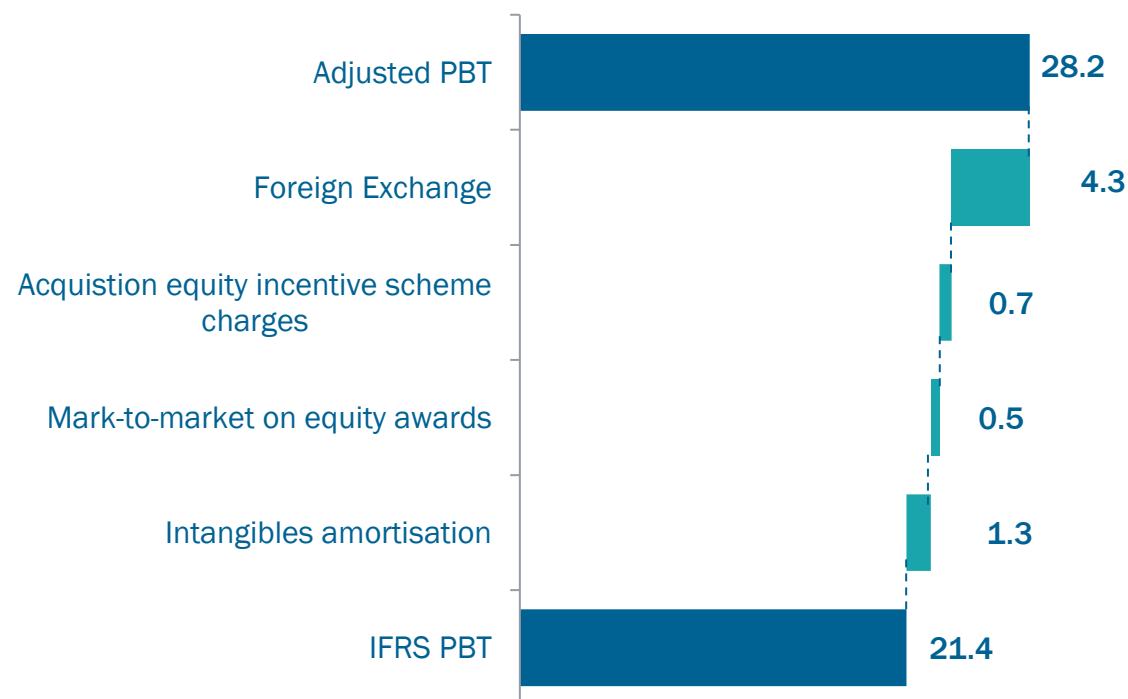 Adjusted PBT
28.2
Foreign Exchange
4.3
Acquistion equity incentive scheme
charges
0.7
Mark-to-market on equity awards
0.5
Intangibles amortisation
1.3
IFRS PBT
21.4